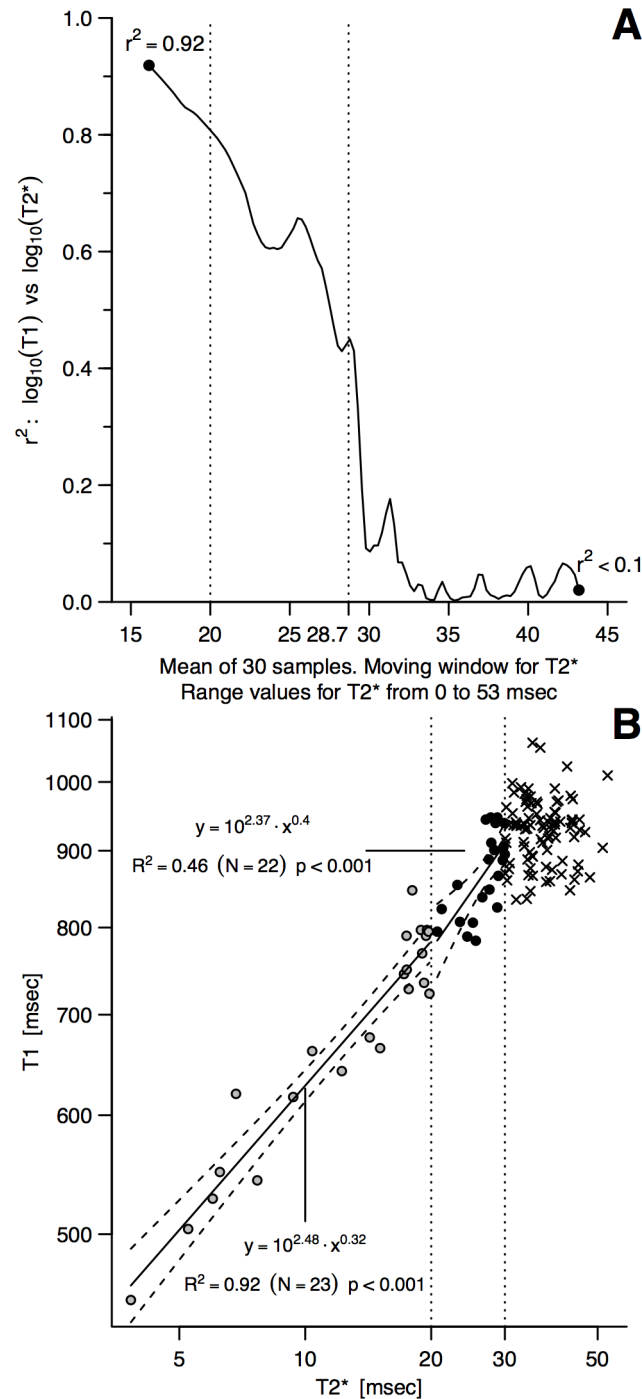 A
r² = 0.92
1.0
0.8
0.6
0.4
0.2
0.0
r²: log₁₀(T1) vs log₁₀(T2*)
r² < 0.1
15 20 25 28.7 30 35 40 45
Mean of 30 samples. Moving window for T2*
Range values for T2* from 0 to 53 msec
B
1100
1000
900
800
700
600
500
T1 [msec]
y = 10^2.37 · x^0.4
R² = 0.46 (N = 22) p < 0.001
y = 10^2.48 · x^0.32
R² = 0.92 (N = 23) p < 0.001
5 10 20 30 50
T2* [msec]